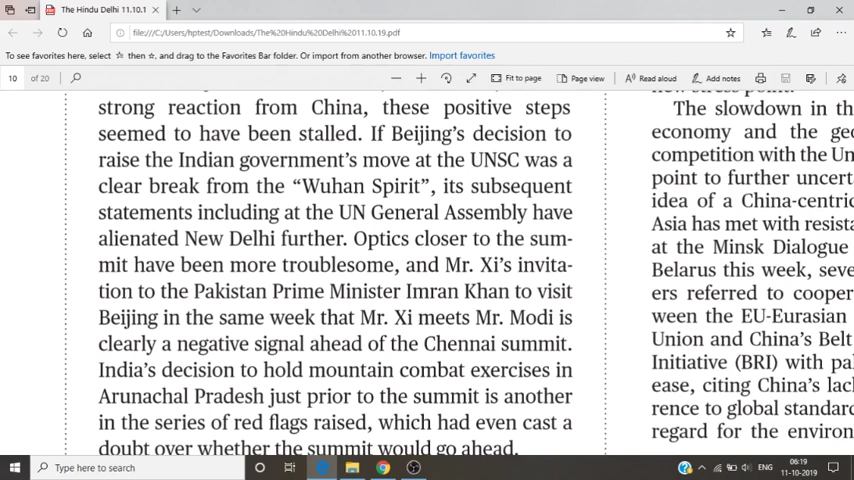 The Hindu Delhi 11.10.1
file:///C:/Users/hptest/Downloads/The%20Hindu%20Delhi%2011.10.19.pdf
To see favorites here, select ☆ then ☆, and drag to the Favorites Bar folder. Or import from another browser. Import favorites
10 of 20 Fit to page Page view Read aloud Add notes
strong reaction from China, these positive steps
seemed to have been stalled. If Beijing's decision to
raise the Indian government's move at the UNSC was a
clear break from the “Wuhan Spirit”, its subsequent
statements including at the UN General Assembly have
alienated New Delhi further. Optics closer to the sum-
mit have been more troublesome, and Mr. Xi's invita-
tion to the Pakistan Prime Minister Imran Khan to visit
Beijing in the same week that Mr. Xi meets Mr. Modi is
clearly a negative signal ahead of the Chennai summit.
India's decision to hold mountain combat exercises in
Arunachal Pradesh just prior to the summit is another
in the series of red flags raised, which had even cast a
doubt over whether the summit would go ahead.
The slowdown in th
economy and the geo
competition with the Un
point to further uncert
idea of a China-centric
Asia has met with resista
at the Minsk Dialogue
Belarus this week, seve
ers referred to cooper
ween the EU-Eurasian
Union and China's Belt
Initiative (BRI) with pal
ease, citing China's lack
rence to global standard
regard for the environ
Type here to search
ENG
06:19
11-10-2019